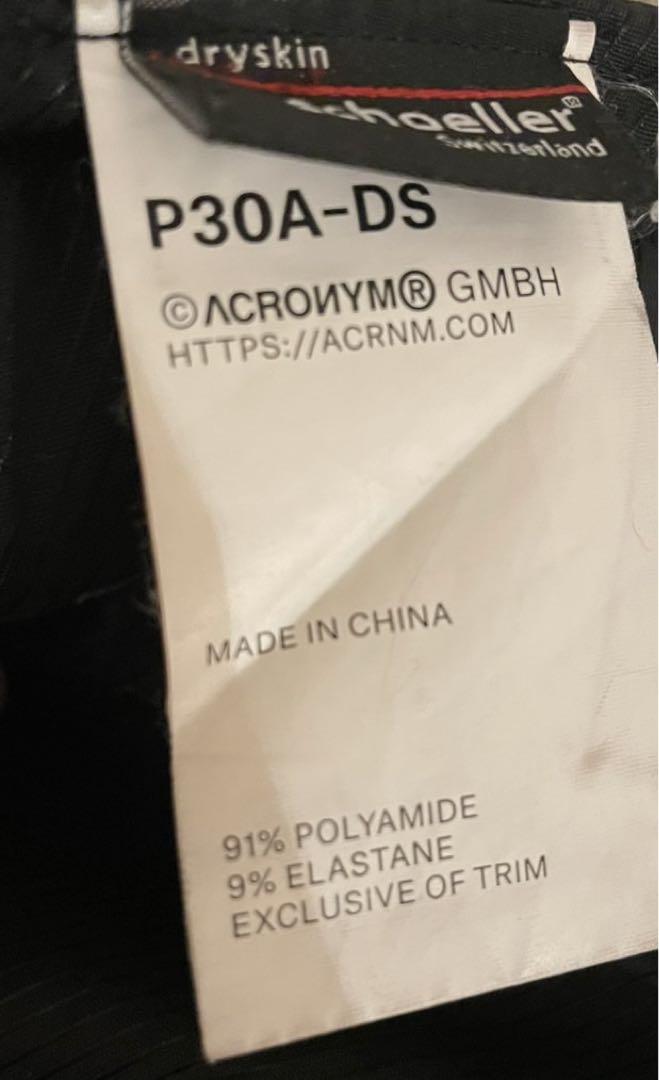 dryskin
schoeller®
Switzerland
P30A-DS
©ΛCROИYM® GMBH
HTTPS://ACRNM.COM
MADE IN CHINA
91% POLYAMIDE
9% ELASTANE
EXCLUSIVE OF TRIM